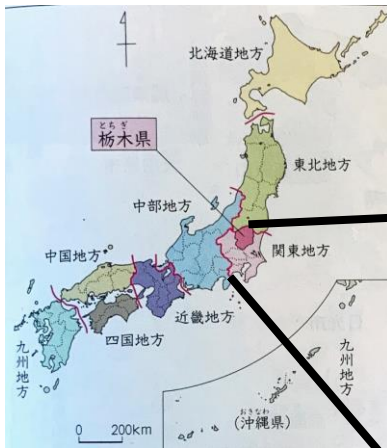 北海道地方
とちぎ
栃木県
東北地方
中部地方
関東地方
中国地方
近畿地方
四国地方
九州地方
0 200km
九州地方
おきなわ
(沖縄県)